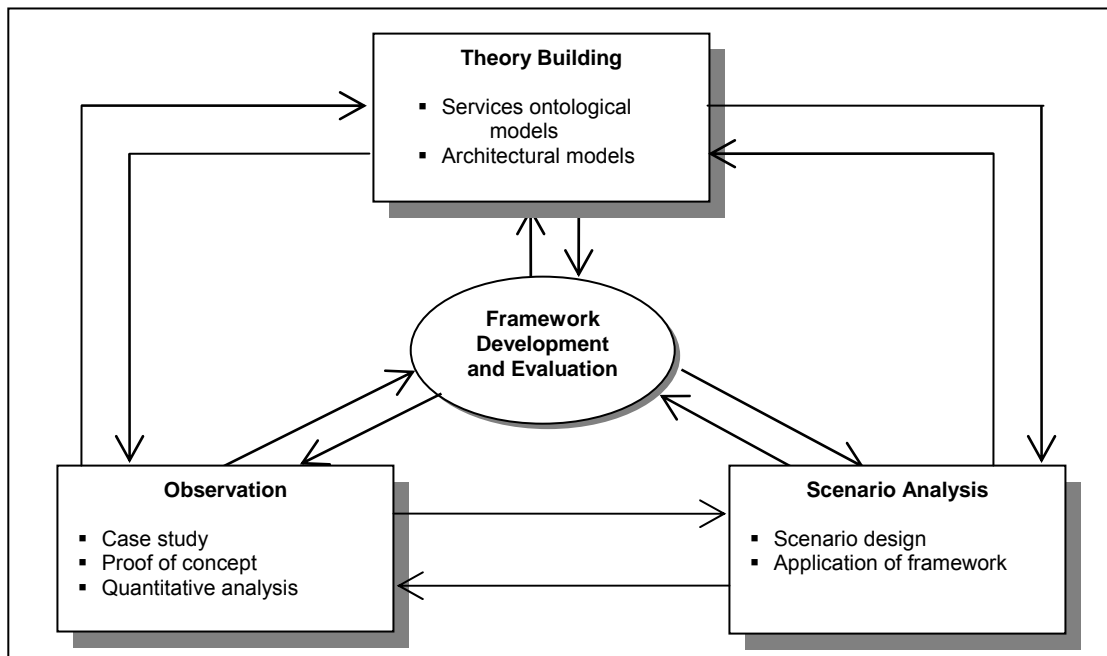 Theory Building
▪ Services ontological
models
▪ Architectural models
Framework
Development
and Evaluation
Observation
▪ Case study
▪ Proof of concept
▪ Quantitative analysis
Scenario Analysis
▪ Scenario design
▪ Application of framework